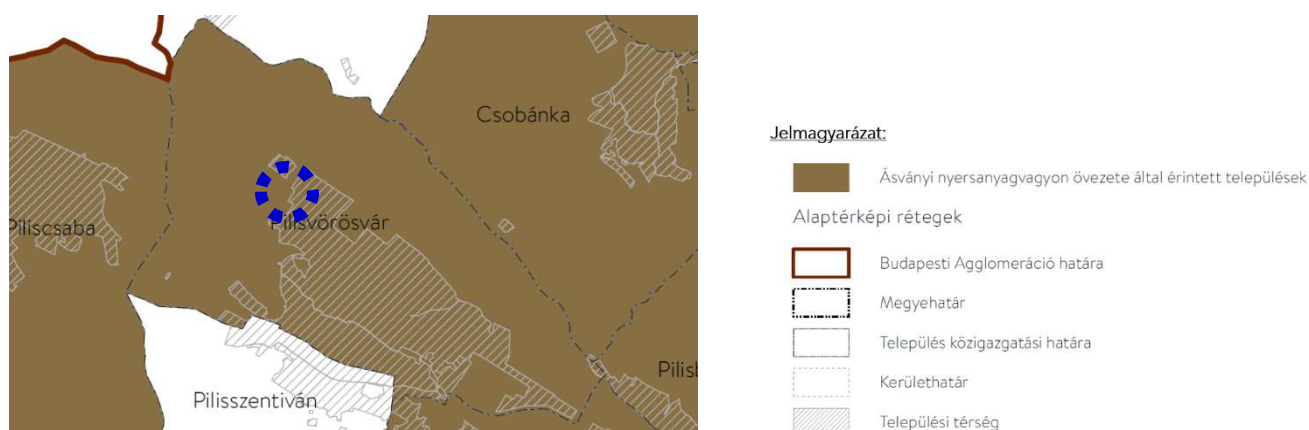 Csobánka
Piliscsaba
Pilisvörösvár
Pilisszentiván
Jelmagyarázat:
Ásványi nyersanyagvagyon övezete által érintett települések
Alaptérképi rétegek
Budapesti Agglomeráció határa
Megyehatár
Település közigazgatási határa
Kerülethatár
Települési térség